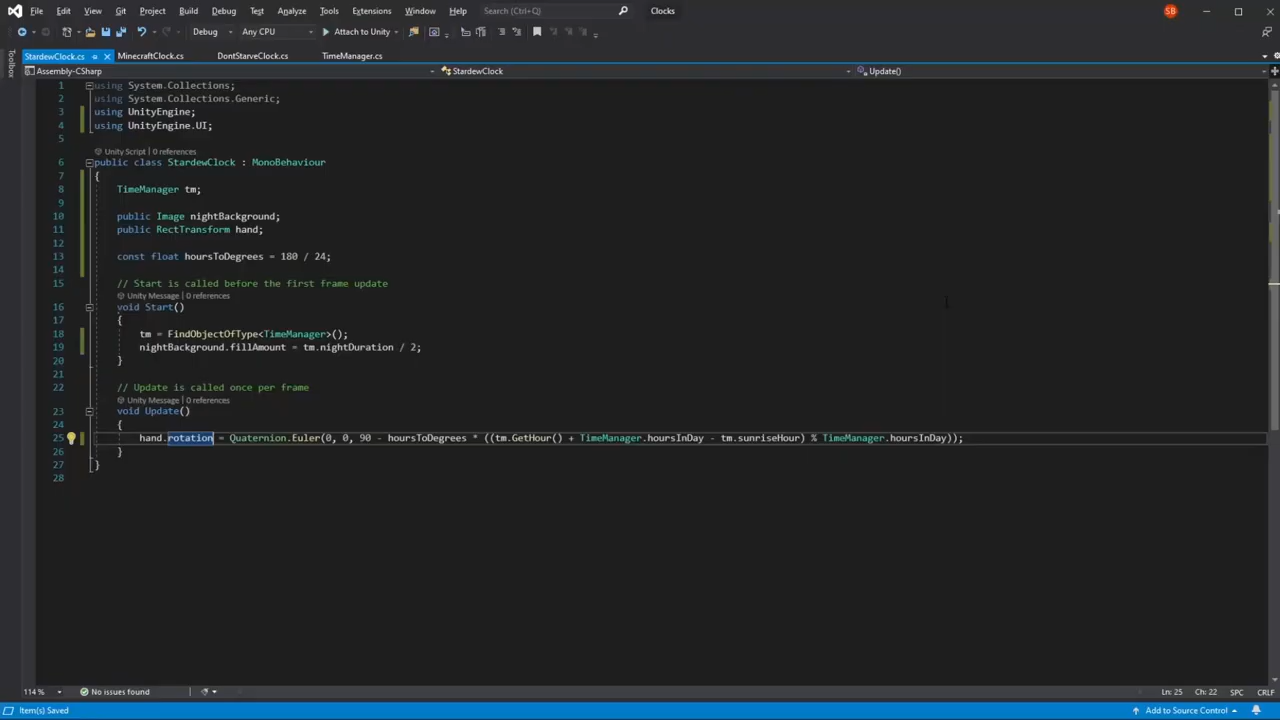 File Edit View Git Project Build Debug Test Analyze Tools Extensions Window Help Search (Ctrl+Q) Clocks SB
Debug Any CPU Attach to Unity
Toolbox
StardewClock.cs MinecraftClock.cs DontStarveClock.cs TimeManager.cs
Assembly-CSharp StardewClock Update()
1 using System.Collections;
2 using System.Collections.Generic;
3 using UnityEngine;
4 using UnityEngine.UI;
5
Unity Script | 0 references
6 public class StardewClock : MonoBehaviour
7 {
8 TimeManager tm;
9
10 public Image nightBackground;
11 public RectTransform hand;
12
13 const float hoursToDegrees = 180 / 24;
14
15 // Start is called before the first frame update
Unity Message | 0 references
16 void Start()
17 {
18 tm = FindObjectOfType<TimeManager>();
19 nightBackground.fillAmount = tm.nightDuration / 2;
20 }
21
22 // Update is called once per frame
Unity Message | 0 references
23 void Update()
24 {
25 hand.rotation = Quaternion.Euler(0, 0, 90 - hoursToDegrees * ((tm.GetHour() + TimeManager.hoursInDay - tm.sunriseHour) % TimeManager.hoursInDay));
26 }
27 }
28
114 % No issues found Ln: 25 Ch: 22 SPC CRLF
Item(s) Saved Add to Source Control